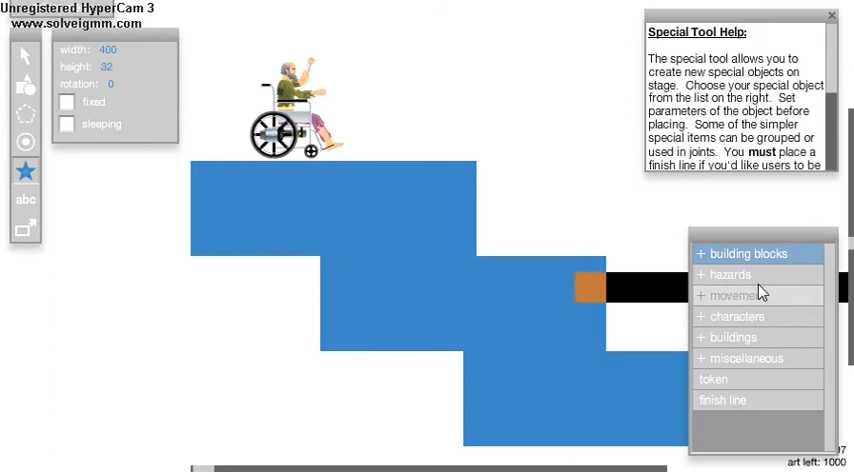 Unregistered HyperCam 3
www.solveigmm.com
width: 400
height: 32
rotation: 0
fixed
sleeping
abc
Special Tool Help:
The special tool allows you to
create new special objects on
stage. Choose your special object
from the list on the right. Set
parameters of the object before
placing. Some of the simpler
special items can be grouped or
used in joints. You must place a
finish line if you'd like users to be
+ building blocks
+ hazards
+ movement
+ characters
+ buildings
+ miscellaneous
token
finish line
art left: 1000